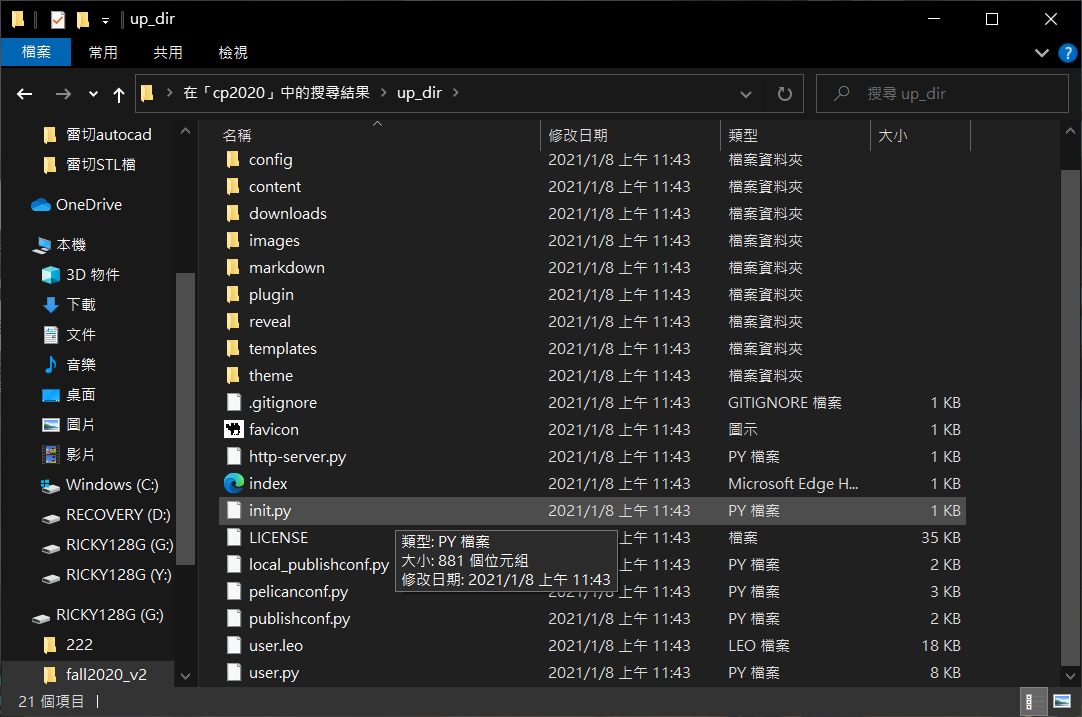 up_dir
檔案 常用 共用 檢視
在「cp2020」中的搜尋結果 up_dir 搜尋 up_dir
雷切autocad
雷切STL檔
OneDrive
本機
3D 物件
下載
文件
音樂
桌面
圖片
影片
Windows (C:)
RECOVERY (D:)
RICKY128G (G:)
RICKY128G (Y:)
RICKY128G (G:)
222
fall2020_v2
名稱 修改日期 類型 大小
config 2021/1/8 上午 11:43 檔案資料夾
content 2021/1/8 上午 11:43 檔案資料夾
downloads 2021/1/8 上午 11:43 檔案資料夾
images 2021/1/8 上午 11:43 檔案資料夾
markdown 2021/1/8 上午 11:43 檔案資料夾
plugin 2021/1/8 上午 11:43 檔案資料夾
reveal 2021/1/8 上午 11:43 檔案資料夾
templates 2021/1/8 上午 11:43 檔案資料夾
theme 2021/1/8 上午 11:43 檔案資料夾
.gitignore 2021/1/8 上午 11:43 GITIGNORE 檔案 1 KB
favicon 2021/1/8 上午 11:43 圖示 1 KB
http-server.py 2021/1/8 上午 11:43 PY 檔案 1 KB
index 2021/1/8 上午 11:43 Microsoft Edge H... 1 KB
init.py 2021/1/8 上午 11:43 PY 檔案 1 KB
LICENSE 上午 11:43 檔案 35 KB
local_publishconf.py 上午 11:43 PY 檔案 2 KB
pelicanconf.py 2021/1/8 上午 11:43 PY 檔案 3 KB
publishconf.py 2021/1/8 上午 11:43 PY 檔案 2 KB
user.leo 2021/1/8 上午 11:43 LEO 檔案 18 KB
user.py 2021/1/8 上午 11:43 PY 檔案 8 KB
類型: PY 檔案
大小: 881 個位元組
修改日期: 2021/1/8 上午 11:43
21 個項目